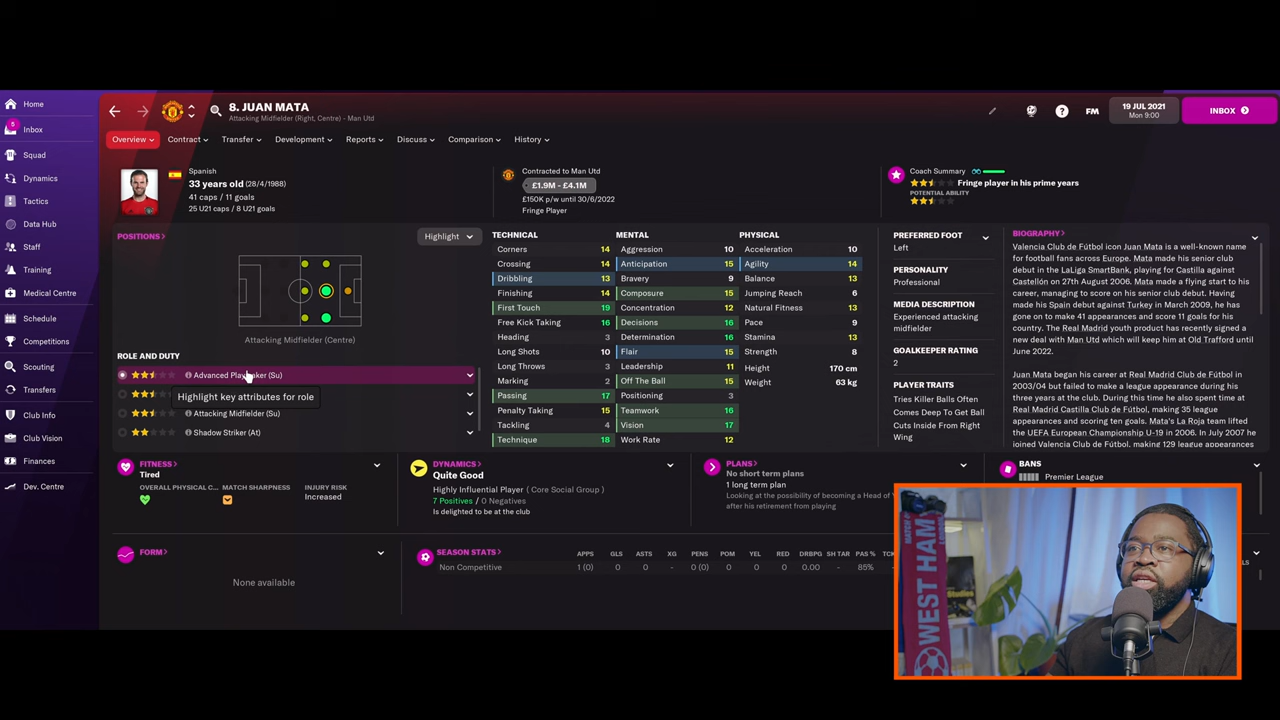 Home
5
Inbox
Squad
Dynamics
Tactics
Data Hub
Staff
Training
Medical Centre
Schedule
Competitions
Scouting
Transfers
Club Info
Club Vision
Finances
Dev. Centre
8. JUAN MATA
Attacking Midfielder (Right, Centre) - Man Utd
FM
19 JUL 2021
Mon 9:00
INBOX
Overview
Contract
Transfer
Development
Reports
Discuss
Comparison
History
Spanish
33 years old (28/4/1988)
41 caps / 11 goals
25 U21 caps / 8 U21 goals
Contracted to Man Utd
£1.9M - £4.1M
£150K p/w until 30/6/2022
Fringe Player
Coach Summary
Fringe player in his prime years
POTENTIAL ABILITY
POSITIONS
Highlight
Attacking Midfielder (Centre)
ROLE AND DUTY
Advanced Playmaker (Su)
Highlight key attributes for role
Attacking Midfielder (Su)
Shadow Striker (At)
TECHNICAL
Corners 14
Crossing 14
Dribbling 13
Finishing 14
First Touch 19
Free Kick Taking 16
Heading 3
Long Shots 10
Long Throws 3
Marking 2
Passing 17
Penalty Taking 15
Tackling 4
Technique 18
MENTAL
Aggression 10
Anticipation 15
Bravery 9
Composure 15
Concentration 12
Decisions 16
Determination 16
Flair 15
Leadership 11
Off The Ball 15
Positioning 3
Teamwork 16
Vision 17
Work Rate 12
PHYSICAL
Acceleration 10
Agility 14
Balance 13
Jumping Reach 6
Natural Fitness 13
Pace 9
Stamina 13
Strength 8
Height 170 cm
Weight 63 kg
PREFERRED FOOT
Left
PERSONALITY
Professional
MEDIA DESCRIPTION
Experienced attacking
midfielder
GOALKEEPER RATING
2
PLAYER TRAITS
Tries Killer Balls Often
Comes Deep To Get Ball
Cuts Inside From Right
Wing
BIOGRAPHY
Valencia Club de Fútbol icon Juan Mata is a well-known name
for football fans across Europe. Mata made his senior club
debut in the LaLiga SmartBank, playing for Castilla against
Castellón on 27th August 2006. Mata made a flying start to his
career, managing to score on his senior club debut. Having
made his Spain debut against Turkey in March 2009, he has
gone on to make 41 appearances and score 11 goals for his
country. The Real Madrid youth product has recently signed a
new deal with Man Utd which will keep him at Old Trafford until
June 2022.
Juan Mata began his career at Real Madrid Club de Fútbol in
2003/04 but failed to make a league appearance during his
three years at the club. During this time he also spent time at
Real Madrid Castilla Club de Fútbol, making 35 league
appearances and scoring ten goals. Mata's La Roja team lifted
the UEFA European Championship U-19 in 2006. In July 2007 he
joined Valencia Club de Fútbol, making 129 league appearances
FITNESS
Tired
OVERALL PHYSICAL C...
MATCH SHARPNESS
INJURY RISK
Increased
DYNAMICS
Quite Good
Highly Influential Player ( Core Social Group )
7 Positives / 0 Negatives
Is delighted to be at the club
PLANS
No short term plans
1 long term plan
Looking at the possibility of becoming a Head of
after his retirement from playing
BANS
Premier League
FORM
None available
SEASON STATS
APPS GLS ASTS XG PENS POM YEL RED DRBPG SH TAR PAS %
Non Competitive 1 (0) 0 0 - 0 (0) 0 0 0 0.00 - 85%
WEST HAM